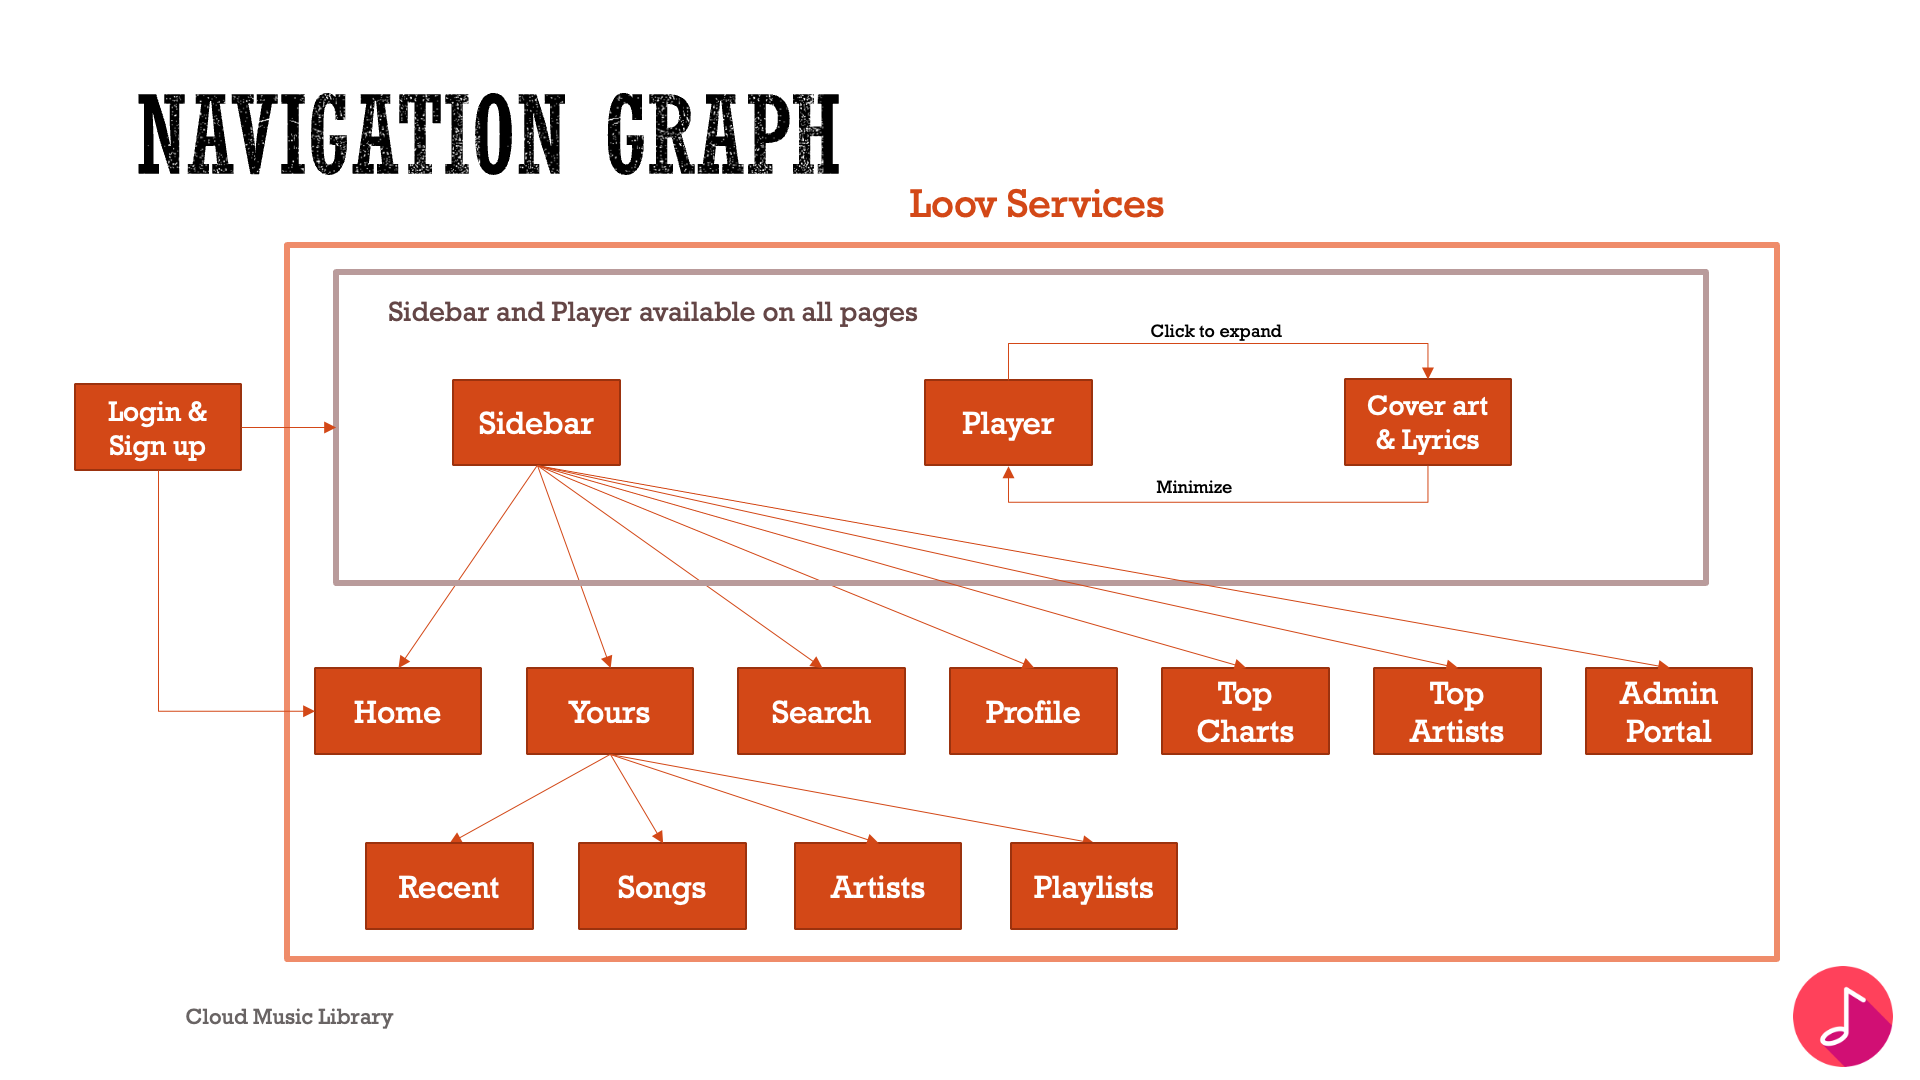 NAVIGATION GRAPH
Loov Services
Sidebar and Player available on all pages
Click to expand
Login &
Sign up
Sidebar
Player
Cover art
& Lyrics
Minimize
Home
Yours
Search
Profile
Top
Charts
Top
Artists
Admin
Portal
Recent
Songs
Artists
Playlists
Cloud Music Library